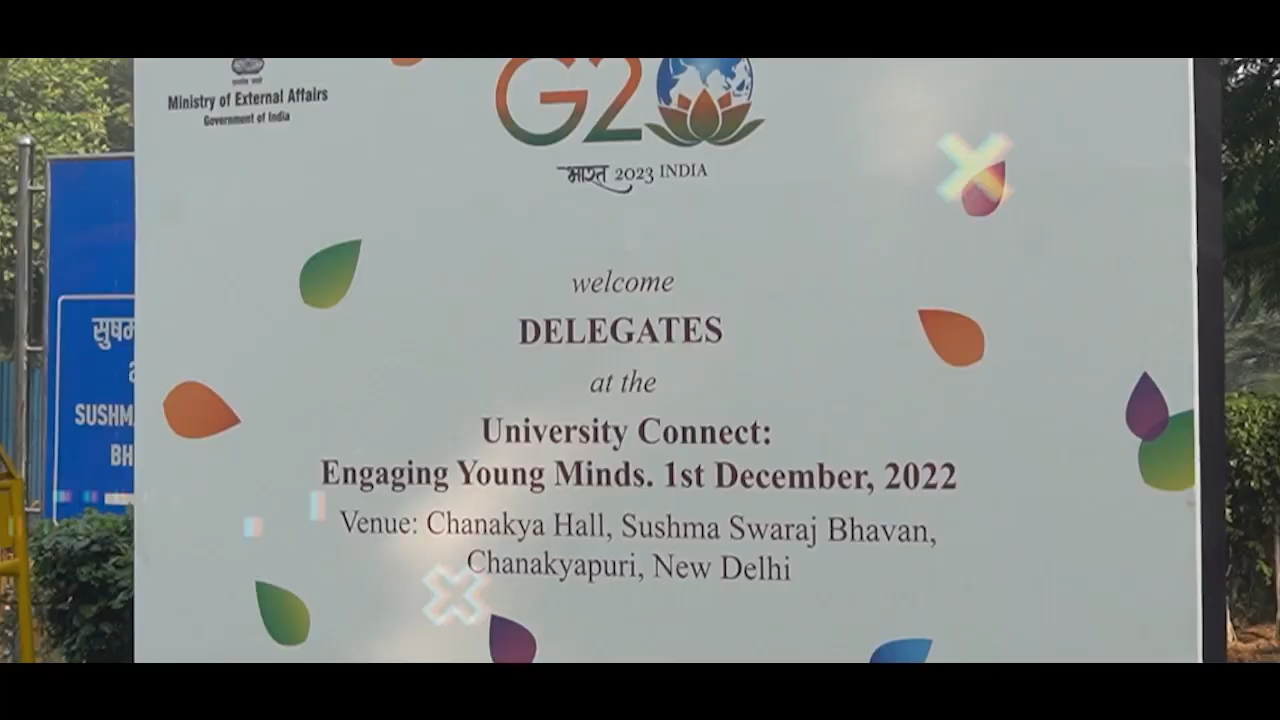 Ministry of External Affairs
Government of India
G20
भारत 2023 INDIA
welcome
DELEGATES
at the
University Connect:
Engaging Young Minds. 1st December, 2022
Venue: Chanakya Hall, Sushma Swaraj Bhavan,
Chanakyapuri, New Delhi
सुषम
SUSHM
BH